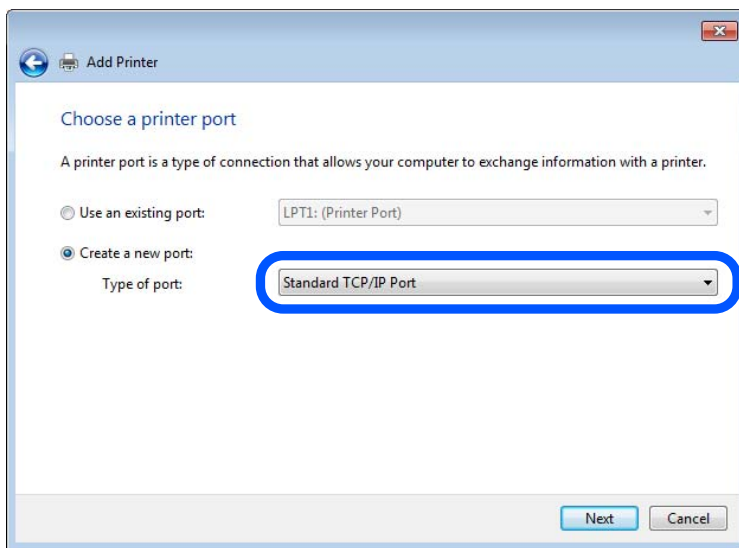 Add Printer
Choose a printer port
A printer port is a type of connection that allows your computer to exchange information with a printer.
Use an existing port: LPT1: (Printer Port)
Create a new port:
Type of port: Standard TCP/IP Port
Next Cancel